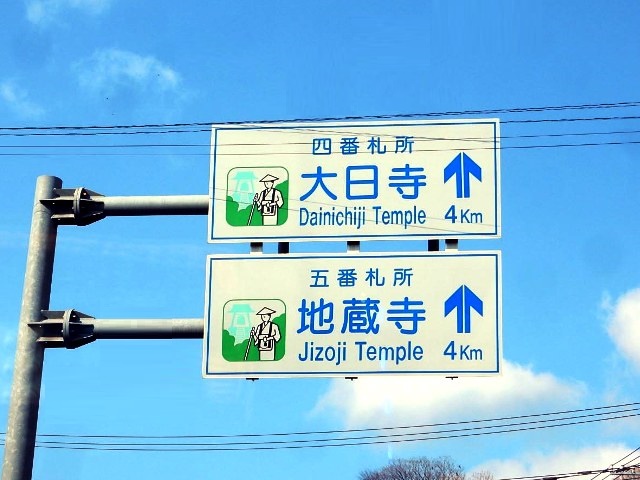 四番札所
大日寺
Dainichiji Temple 4Km
五番札所
地蔵寺
Jizoji Temple 4Km